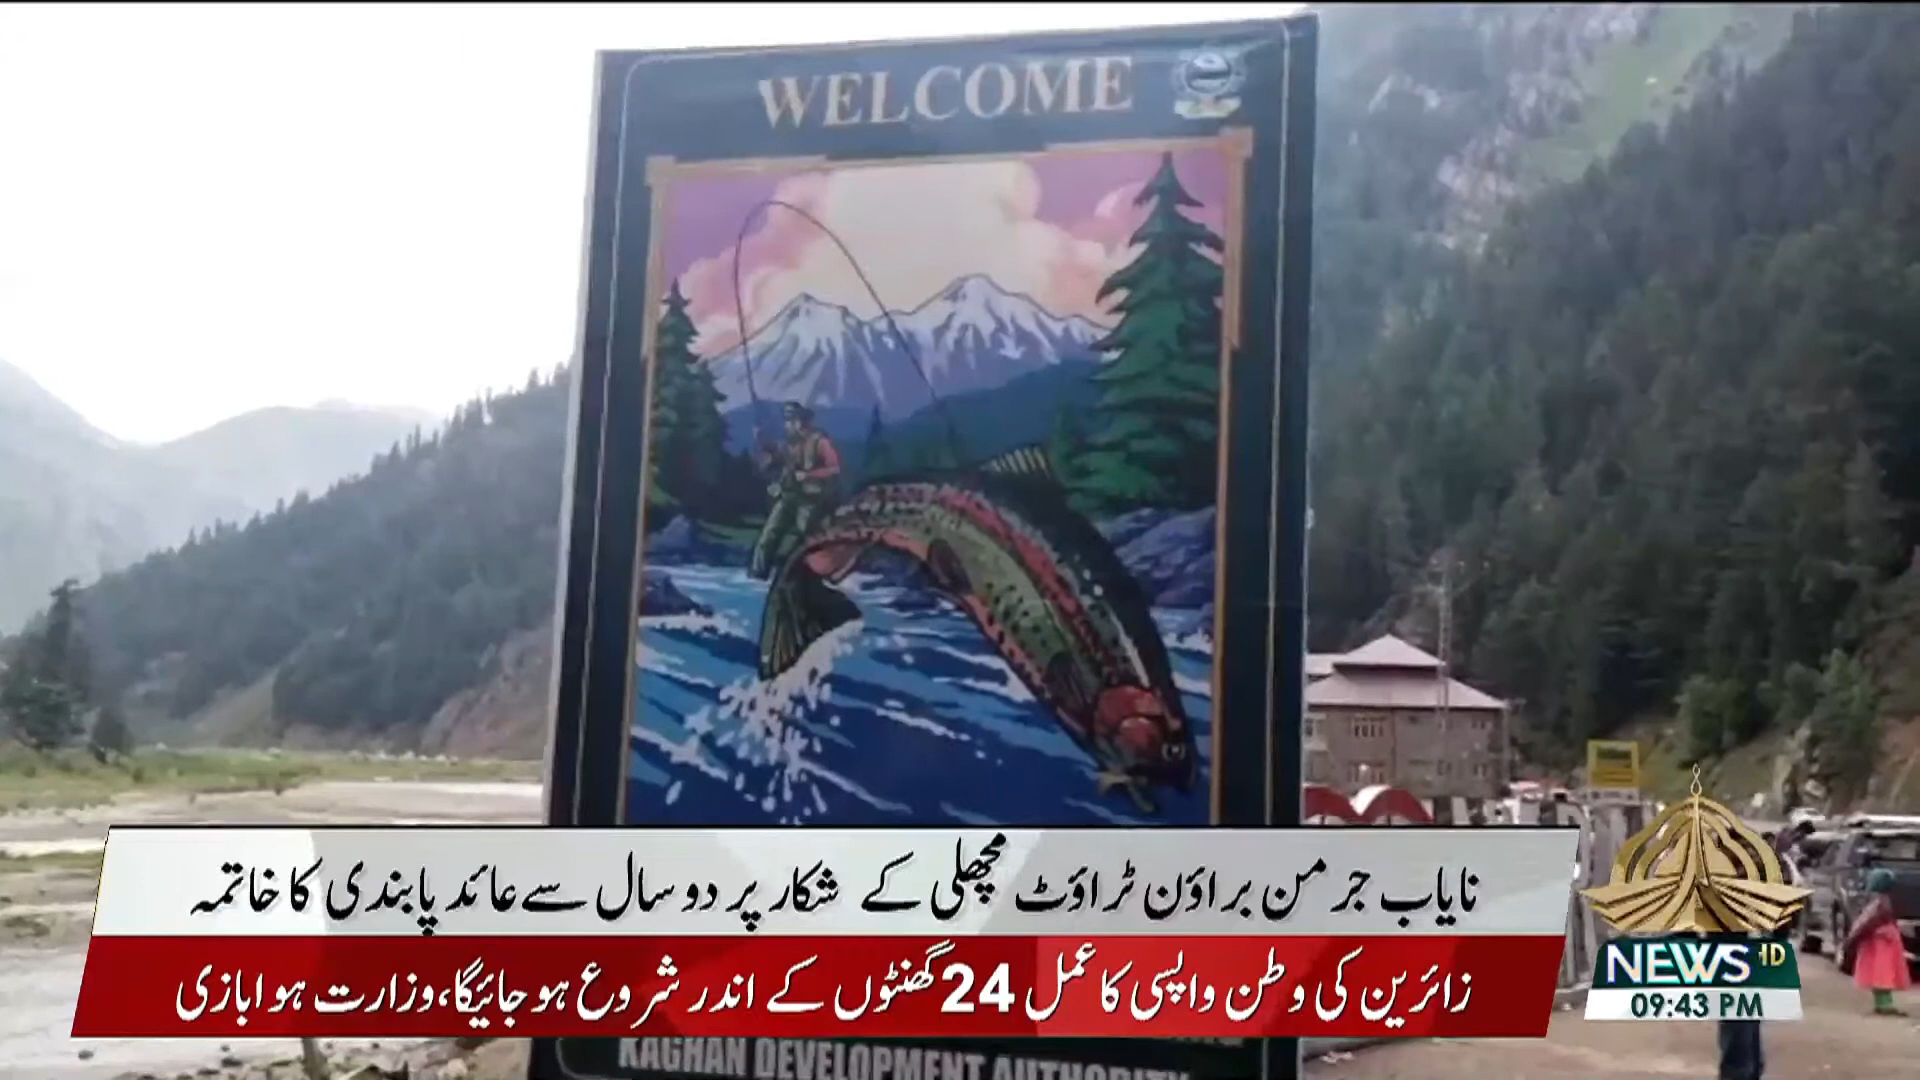 WELCOME
نایاب جرمن براؤن ٹراؤٹ مچھلی کے شکار پر دو سال سے عائد پابندی کا خاتمہ
زائرین کی وطن واپسی کا عمل 24 گھنٹوں کے اندر شروع ہو جائیگا، وزارت ہوابازی
NEWS HD
09:43 PM
KAGHAN DEVELOPMENT AUTHORITY